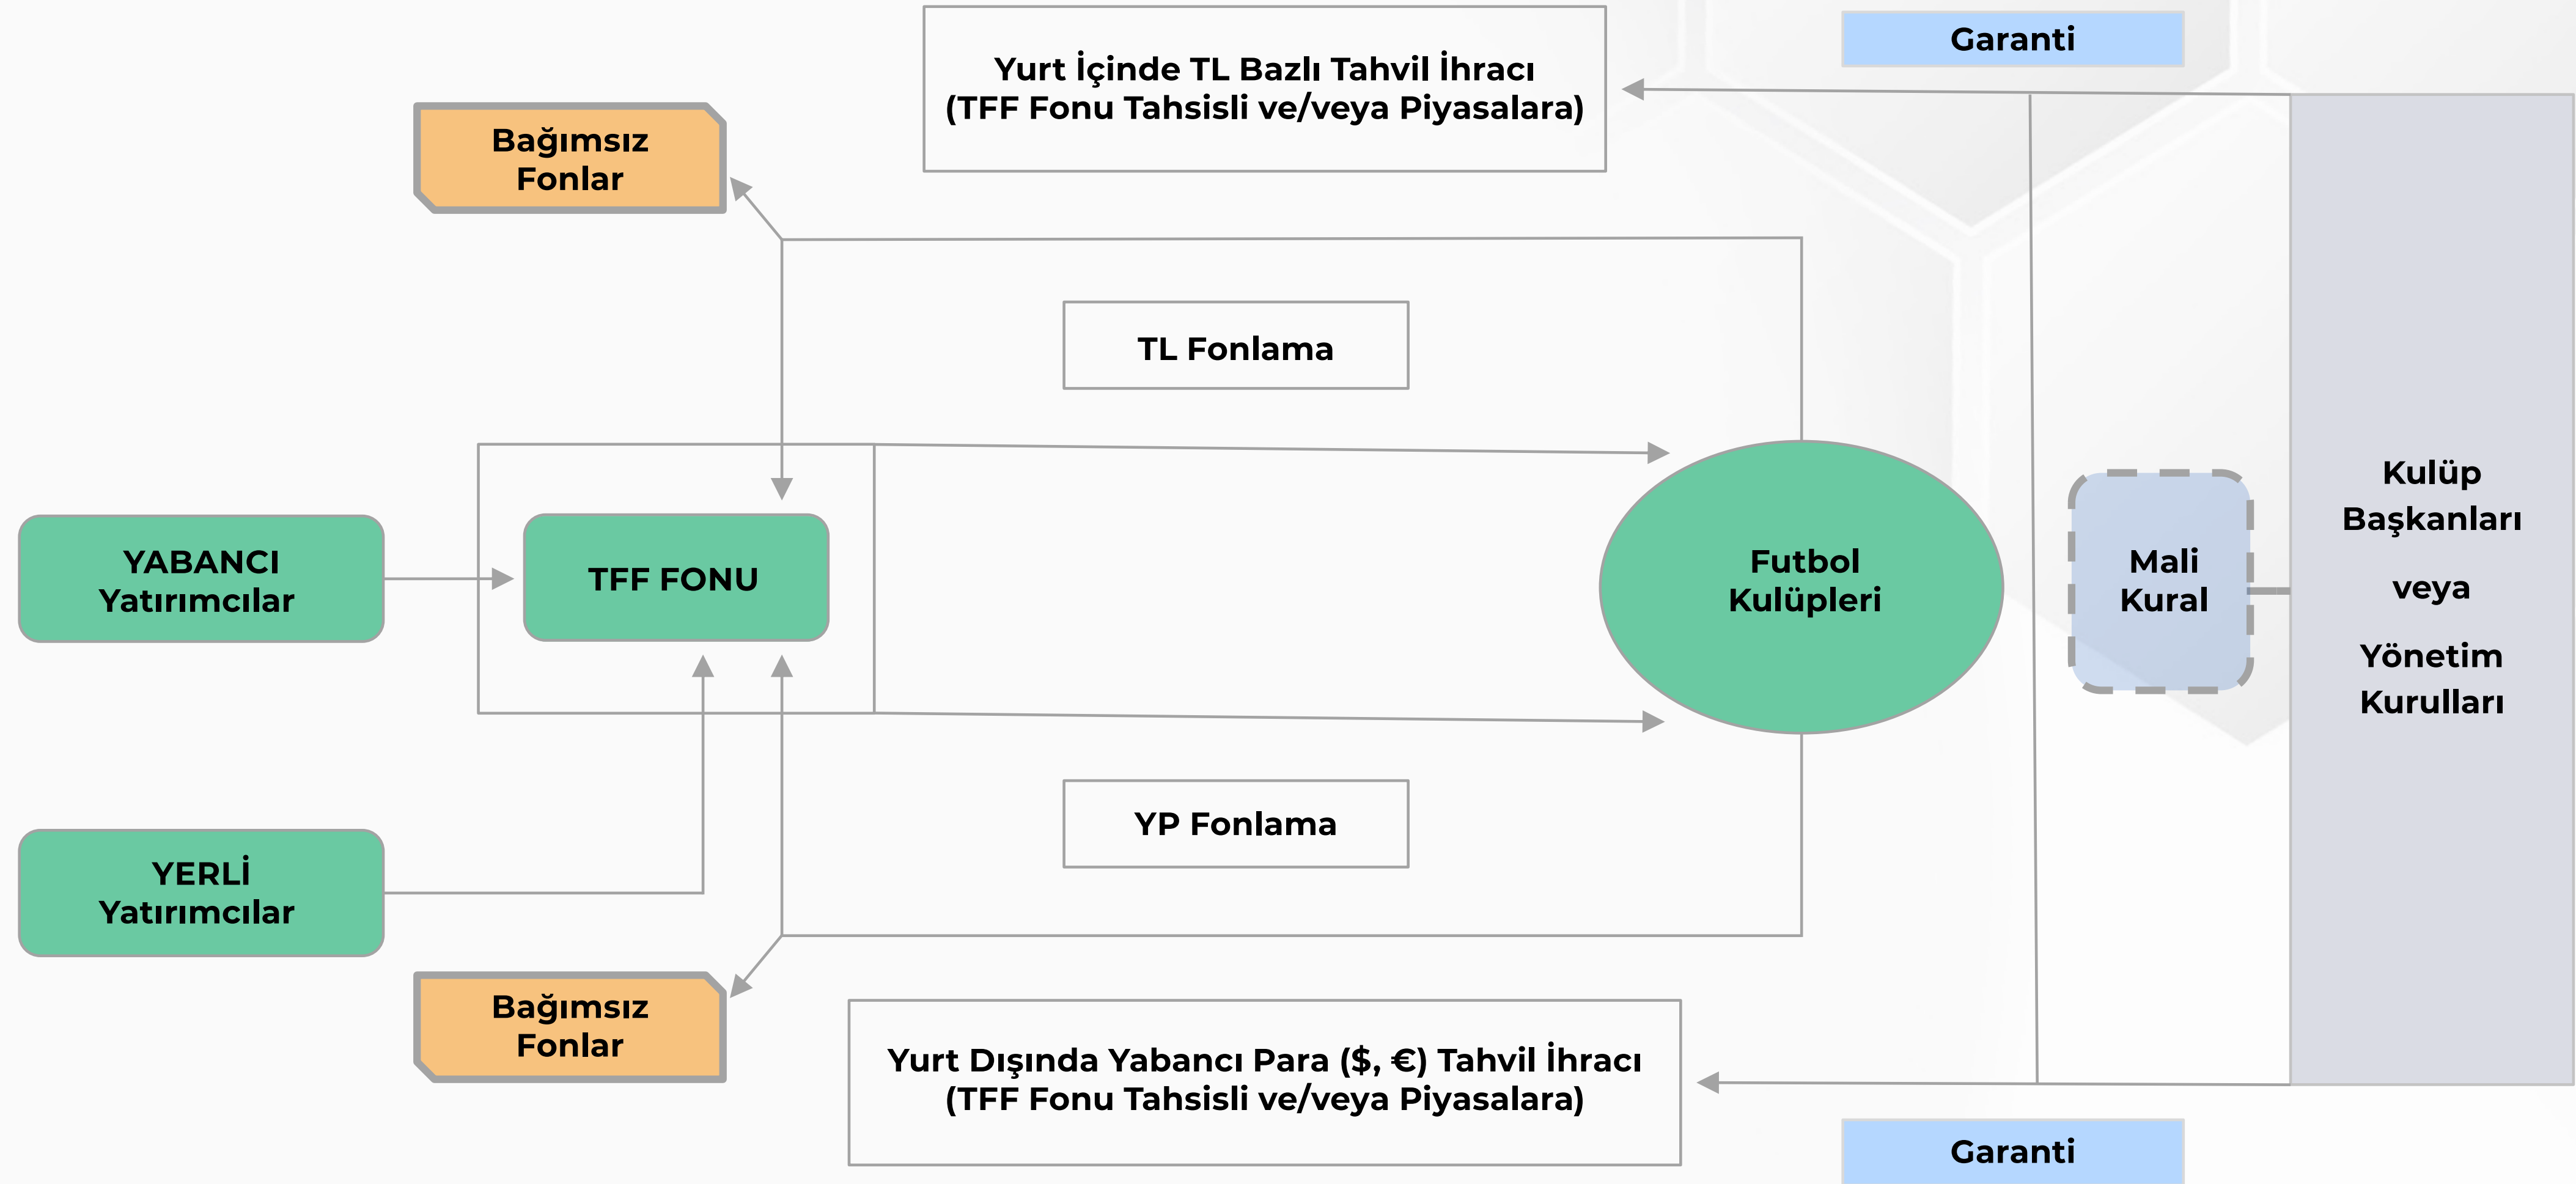 Yurt İçinde TL Bazlı Tahvil İhracı
(TFF Fonu Tahsisli ve/veya Piyasalara)
Garanti
Bağımsız
Fonlar
TL Fonlama
YABANCI
Yatırımcılar
TFF FONU
Futbol
Kulüpleri
Mali
Kural
Kulüp
Başkanları
veya
Yönetim
Kurulları
YP Fonlama
YERLİ
Yatırımcılar
Bağımsız
Fonlar
Yurt Dışında Yabancı Para ($, €) Tahvil İhracı
(TFF Fonu Tahsisli ve/veya Piyasalara)
Garanti